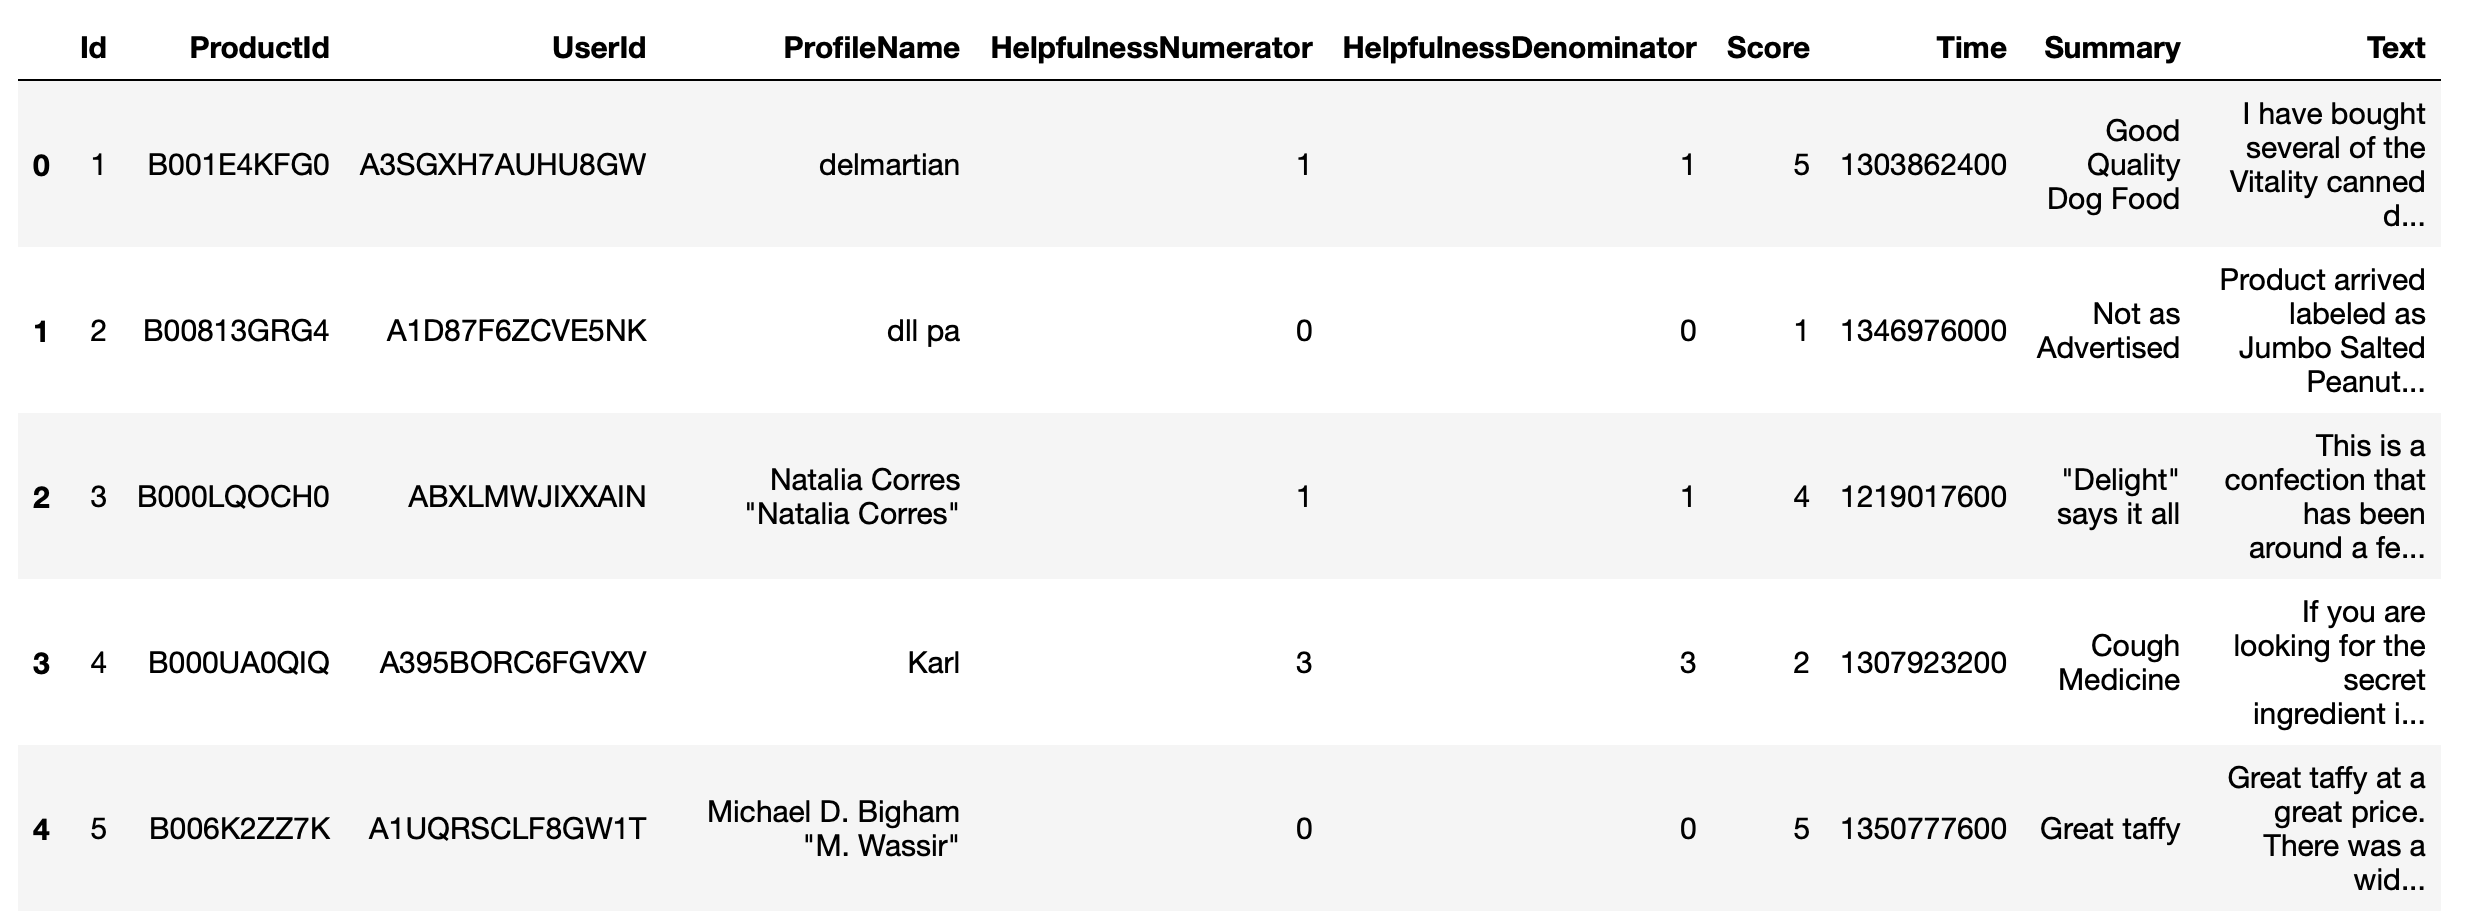 Id ProductId UserId ProfileName HelpfulnessNumerator HelpfulnessDenominator Score Time Summary Text
0 1 B001E4KFG0 A3SGXH7AUHU8GW delmartian 1 1 5 1303862400 Good Quality Dog Food I have bought several of the Vitality canned d...
1 2 B00813GRG4 A1D87F6ZCVE5NK dll pa 0 0 1 1346976000 Not as Advertised Product arrived labeled as Jumbo Salted Peanut...
2 3 B000LQOCH0 ABXLMWJIXXAIN Natalia Corres "Natalia Corres" 1 1 4 1219017600 "Delight" says it all This is a confection that has been around a fe...
3 4 B000UA0QIQ A395BORC6FGVXV Karl 3 3 2 1307923200 Cough Medicine If you are looking for the secret ingredient i...
4 5 B006K2ZZ7K A1UQRSCLF8GW1T Michael D. Bigham "M. Wassir" 0 0 5 1350777600 Great taffy Great taffy at a great price. There was a wid...